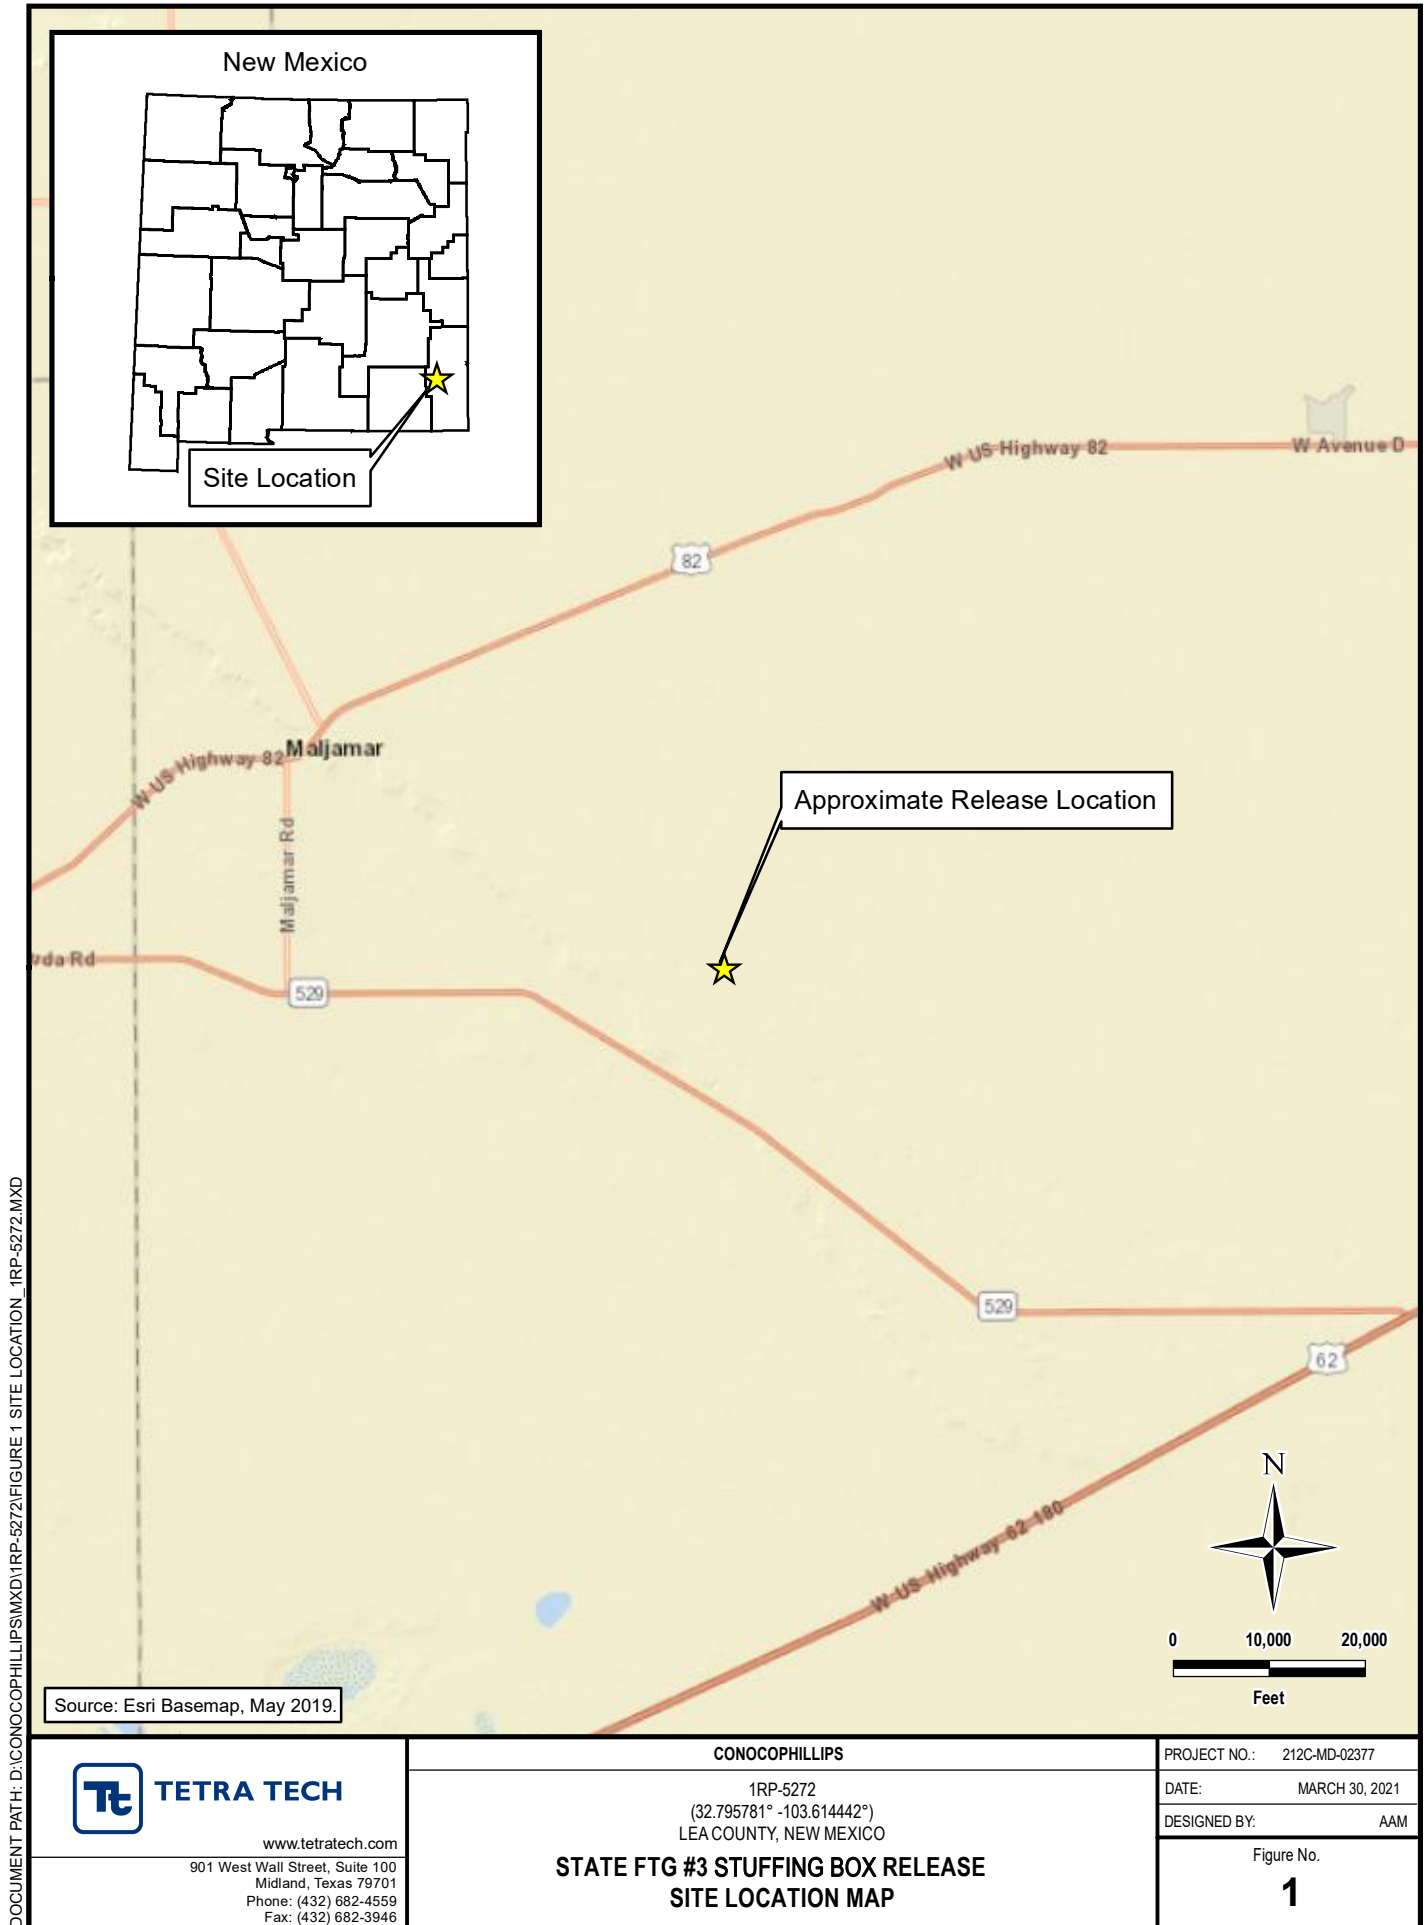 New Mexico
Site Location
W US Highway 82
W Avenue D
82
Maljamar
W US Highway 82
Maljamar Rd
Approximate Release Location
vda Rd
529
529
62
W US Highway 62 180
N
0 10,000 20,000
Feet
Source: Esri Basemap, May 2019.
DOCUMENT PATH: D:\CONOCOPHILLIPS\MXD\1RP-5272\FIGURE 1 SITE LOCATION_1RP-5272.MXD
Tt TETRA TECH
www.tetratech.com
901 West Wall Street, Suite 100
Midland, Texas 79701
Phone: (432) 682-4559
Fax: (432) 682-3946
CONOCOPHILLIPS
1RP-5272
(32.795781° -103.614442°)
LEA COUNTY, NEW MEXICO
STATE FTG #3 STUFFING BOX RELEASE
SITE LOCATION MAP
PROJECT NO.: 212C-MD-02377
DATE: MARCH 30, 2021
DESIGNED BY: AAM
Figure No.
1